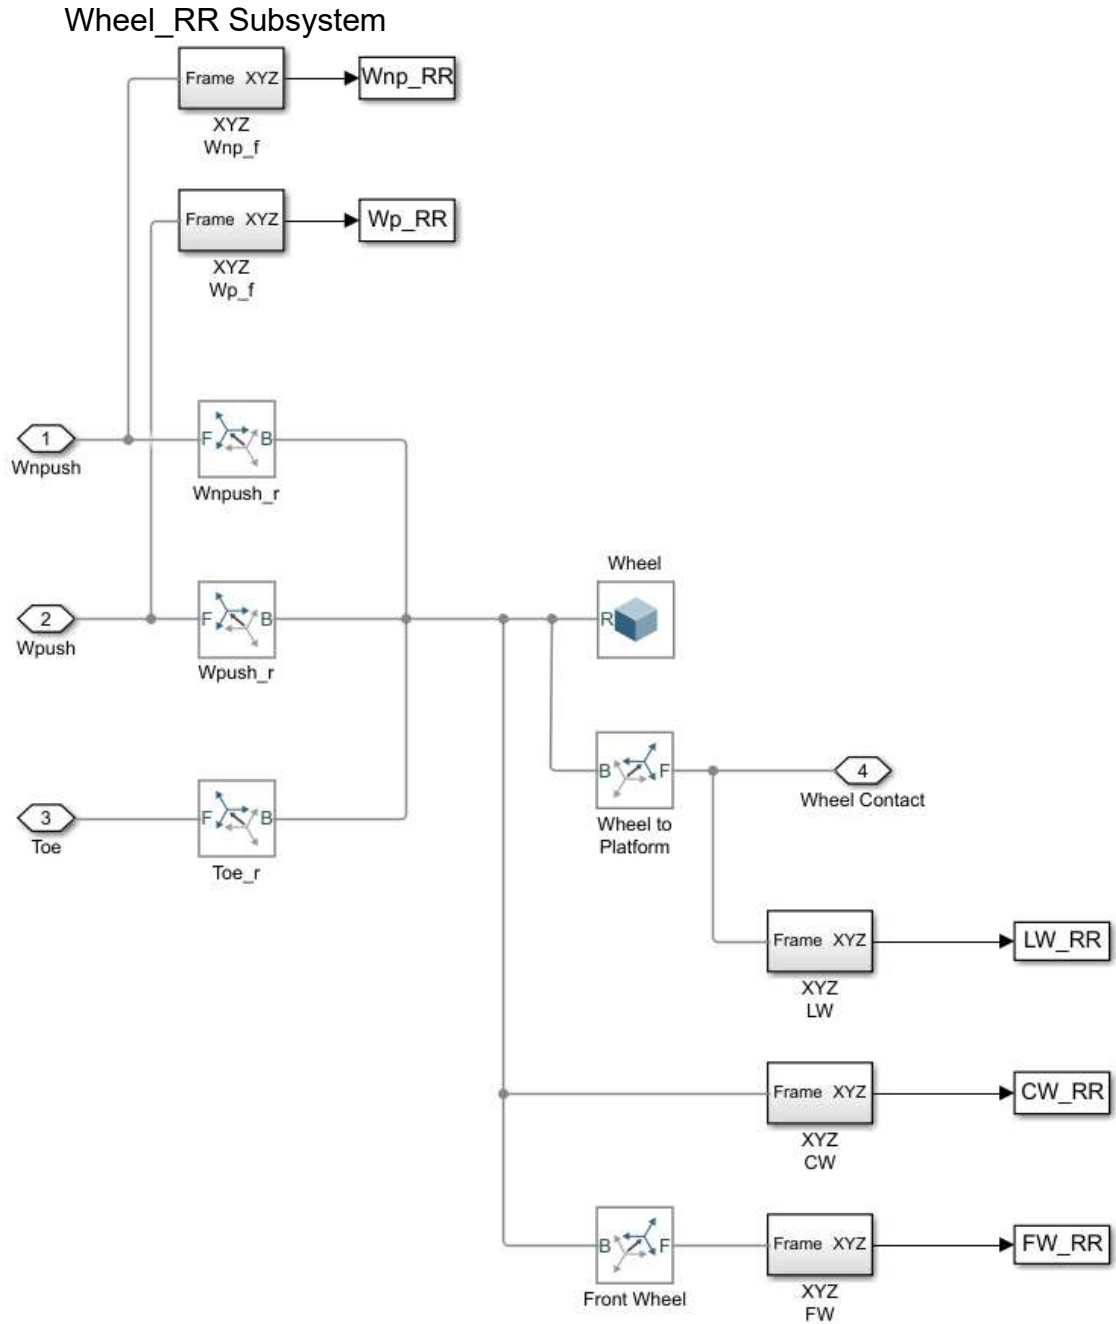 Wheel_RR Subsystem
Frame XYZ
Wnp_RR
XYZ
Wnp_f
Frame XYZ
Wp_RR
XYZ
Wp_f
1
Wnpush
F B
Wnpush_r
2
Wpush
F B
Wpush_r
Wheel
R
3
Toe
F B
Toe_r
B F
Wheel to
Platform
4
Wheel Contact
Frame XYZ
LW_RR
XYZ
LW
Frame XYZ
CW_RR
XYZ
CW
B F
Front Wheel
Frame XYZ
FW_RR
XYZ
FW